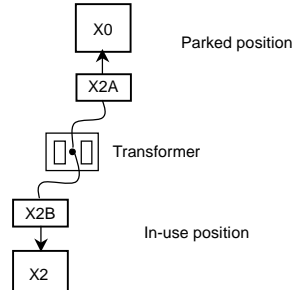 X0
Parked position
X2A
Transformer
X2B
In-use position
X2